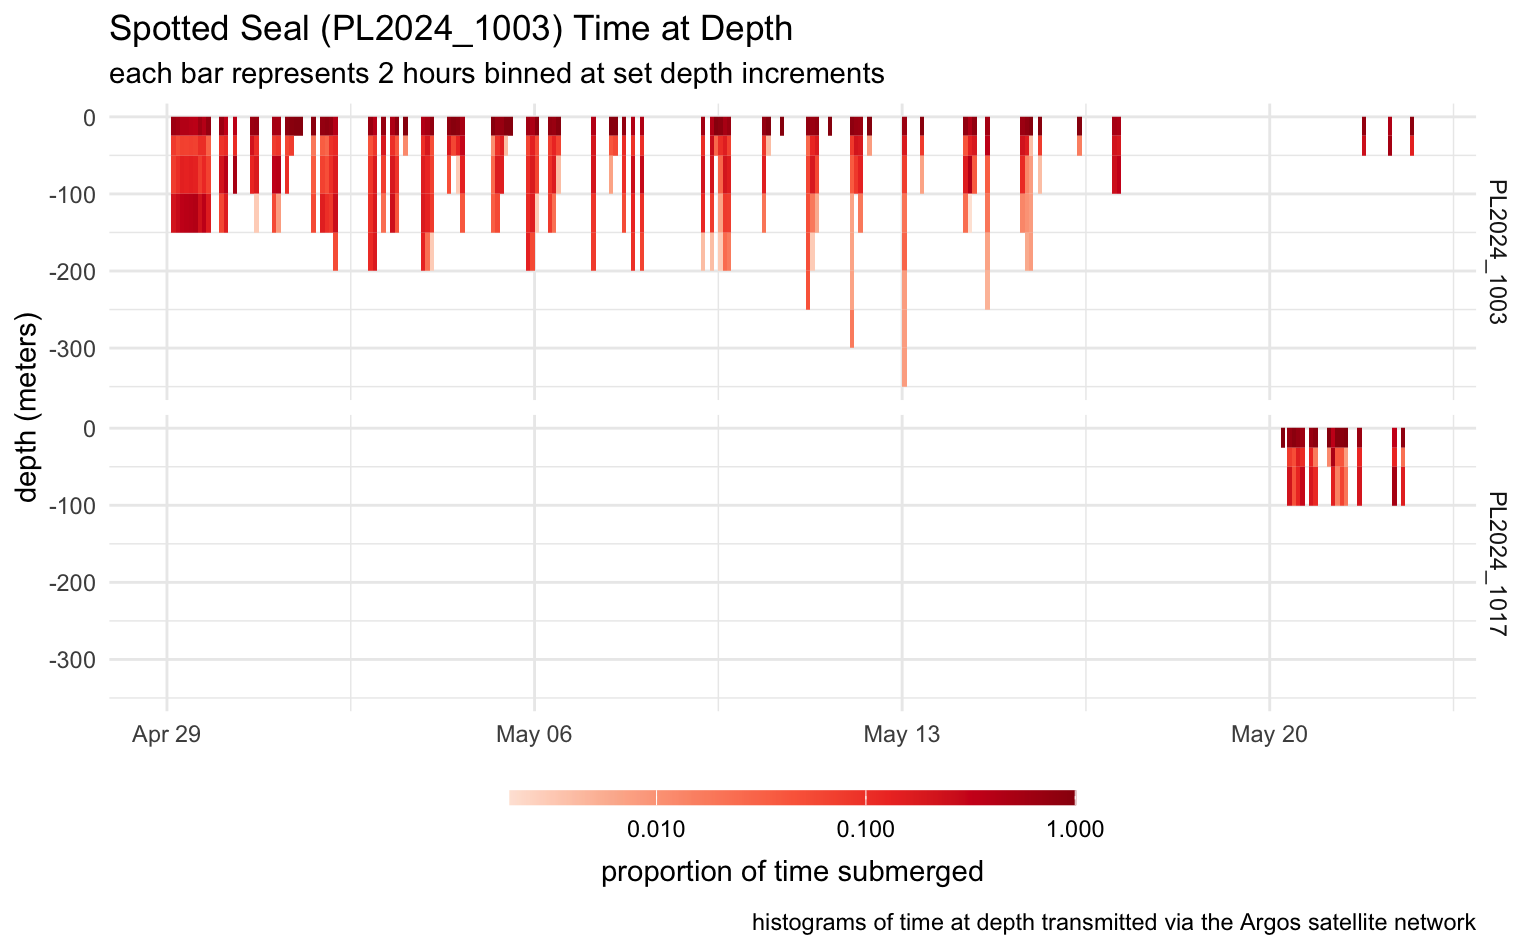 Spotted Seal (PL2024_1003) Time at Depth
each bar represents 2 hours binned at set depth increments
depth (meters)
0
-100
-200
-300
PL2024_1003
0
-100
-200
-300
PL2024_1017
Apr 29 May 06 May 13 May 20
0.010 0.100 1.000
proportion of time submerged
histograms of time at depth transmitted via the Argos satellite network